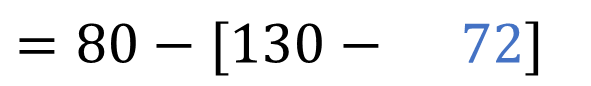 = 80 − [130 − 72]